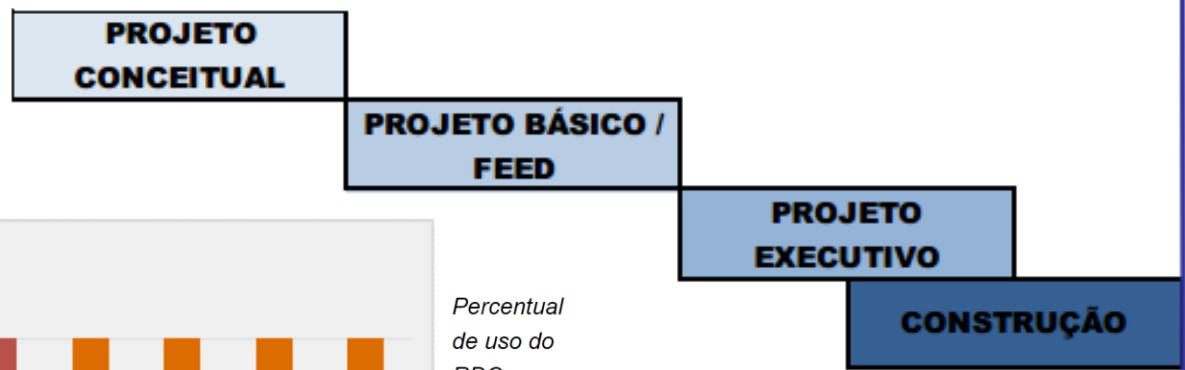 PROJETO
CONCEITUAL
PROJETO BÁSICO /
FEED
PROJETO
EXECUTIVO
CONSTRUÇÃO
Percentual
de uso do